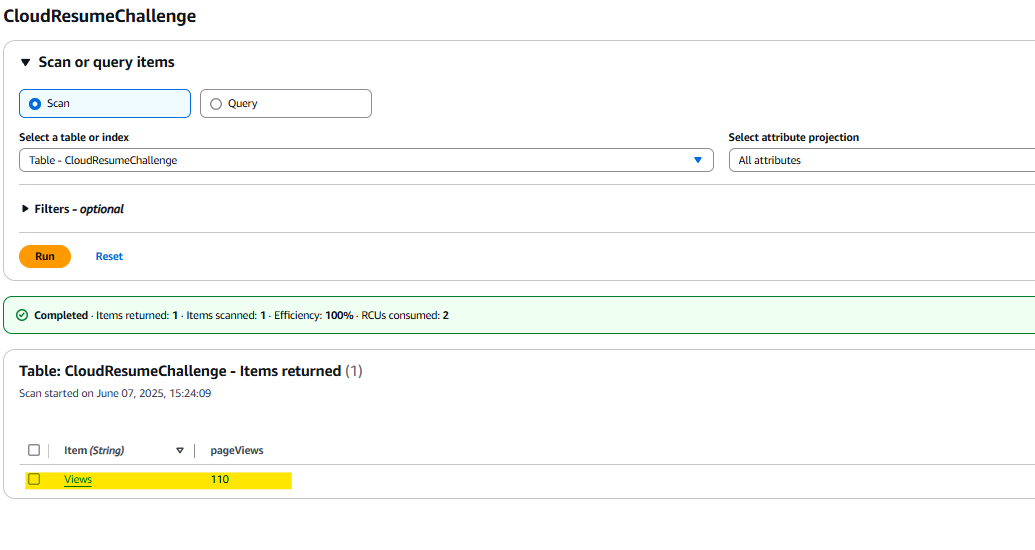 CloudResumeChallenge
Scan or query items
Scan
Query
Select a table or index
Select attribute projection
Table - CloudResumeChallenge
All attributes
Filters - optional
Run
Reset
Completed · Items returned: 1 · Items scanned: 1 · Efficiency: 100% · RCUs consumed: 2
Table: CloudResumeChallenge - Items returned (1)
Scan started on June 07, 2025, 15:24:09
Item (String)
pageViews
Views
110